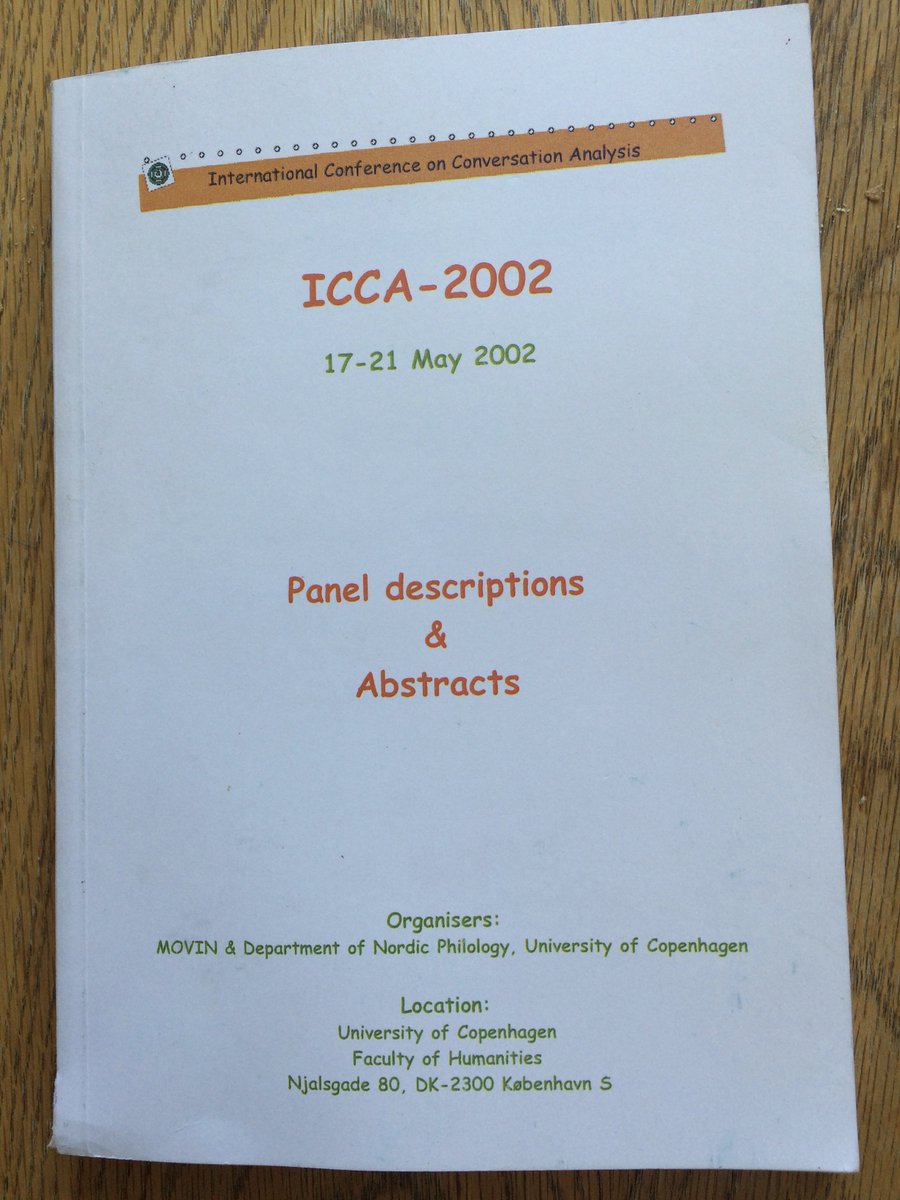 International Conference on Conversation Analysis
ICCA-2002
17-21 May 2002
Panel descriptions
&
Abstracts
Organisers:
MOVIN & Department of Nordic Philology, University of Copenhagen
Location:
University of Copenhagen
Faculty of Humanities
Njalsgade 80, DK-2300 København S